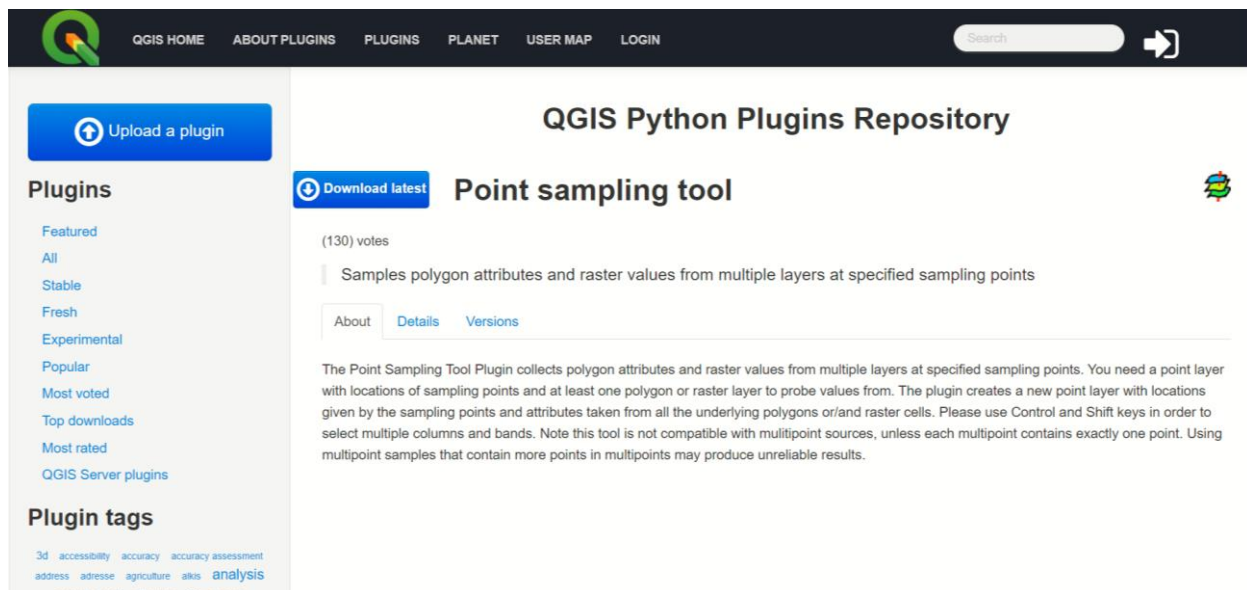 QGIS HOME ABOUT PLUGINS PLUGINS PLANET USER MAP LOGIN Search
Upload a plugin
QGIS Python Plugins Repository
Plugins
Featured
All
Stable
Fresh
Experimental
Popular
Most voted
Top downloads
Most rated
QGIS Server plugins
Plugin tags
3d accessibility accuracy accuracy assessment
address adresse agriculture alkis analysis
Download latest
Point sampling tool
(130) votes
Samples polygon attributes and raster values from multiple layers at specified sampling points
About Details Versions
The Point Sampling Tool Plugin collects polygon attributes and raster values from multiple layers at specified sampling points. You need a point layer
with locations of sampling points and at least one polygon or raster layer to probe values from. The plugin creates a new point layer with locations
given by the sampling points and attributes taken from all the underlying polygons or/and raster cells. Please use Control and Shift keys in order to
select multiple columns and bands. Note this tool is not compatible with mulitipoint sources, unless each multipoint contains exactly one point. Using
multipoint samples that contain more points in multipoints may produce unreliable results.